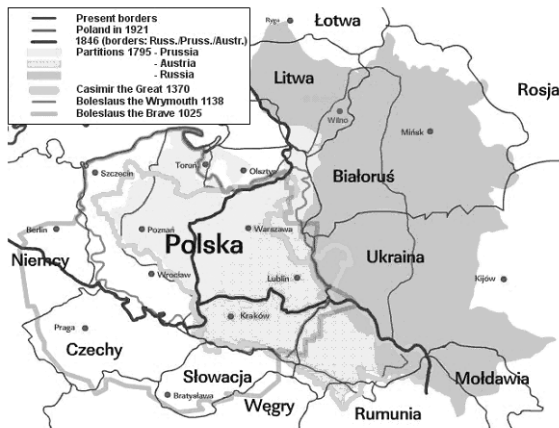 Present borders
Poland in 1921
1846 (borders: Russ./Pruss./Austr.)
Partitions 1795 - Prussia
- Austria
- Russia
Casimir the Great 1370
Boleslaus the Wrymouth 1138
Boleslaus the Brave 1025
Ryga
Łotwa
Litwa
Rosja
Wilno
Mińsk
Szczecin
Toruń
Olsztyn
Białoruś
Berlin
Poznań
Warszawa
Polska
Niemcy
Ukraina
Wrocław
Lublin
Kijów
Kraków
Praga
Czechy
Słowacja
Mołdawia
Bratysława
Węgry
Rumunia